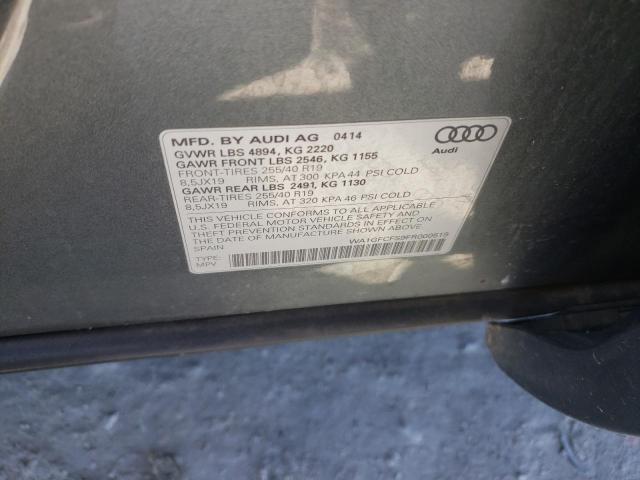 MFD. BY AUDI AG 0414
GVWR LBS 4894, KG 2220
GAWR FRONT LBS 2546, KG 1155
FRONT-TIRES 255/40 R19
8,5JX19 RIMS, AT 300 KPA 44 PSI COLD
GAWR REAR LBS 2491, KG 1130
REAR-TIRES 255/40 R19
8,5JX19 RIMS, AT 320 KPA 46 PSI COLD
THIS VEHICLE CONFORMS TO ALL APPLICABLE
U.S. FEDERAL MOTOR VEHICLE SAFETY AND
THEFT PREVENTION STANDARDS IN EFFECT ON
THE DATE OF MANUFACTURE SHOWN ABOVE.
SPAIN
WA1GFCFS9FR000519
TYPE:
MPV
Audi